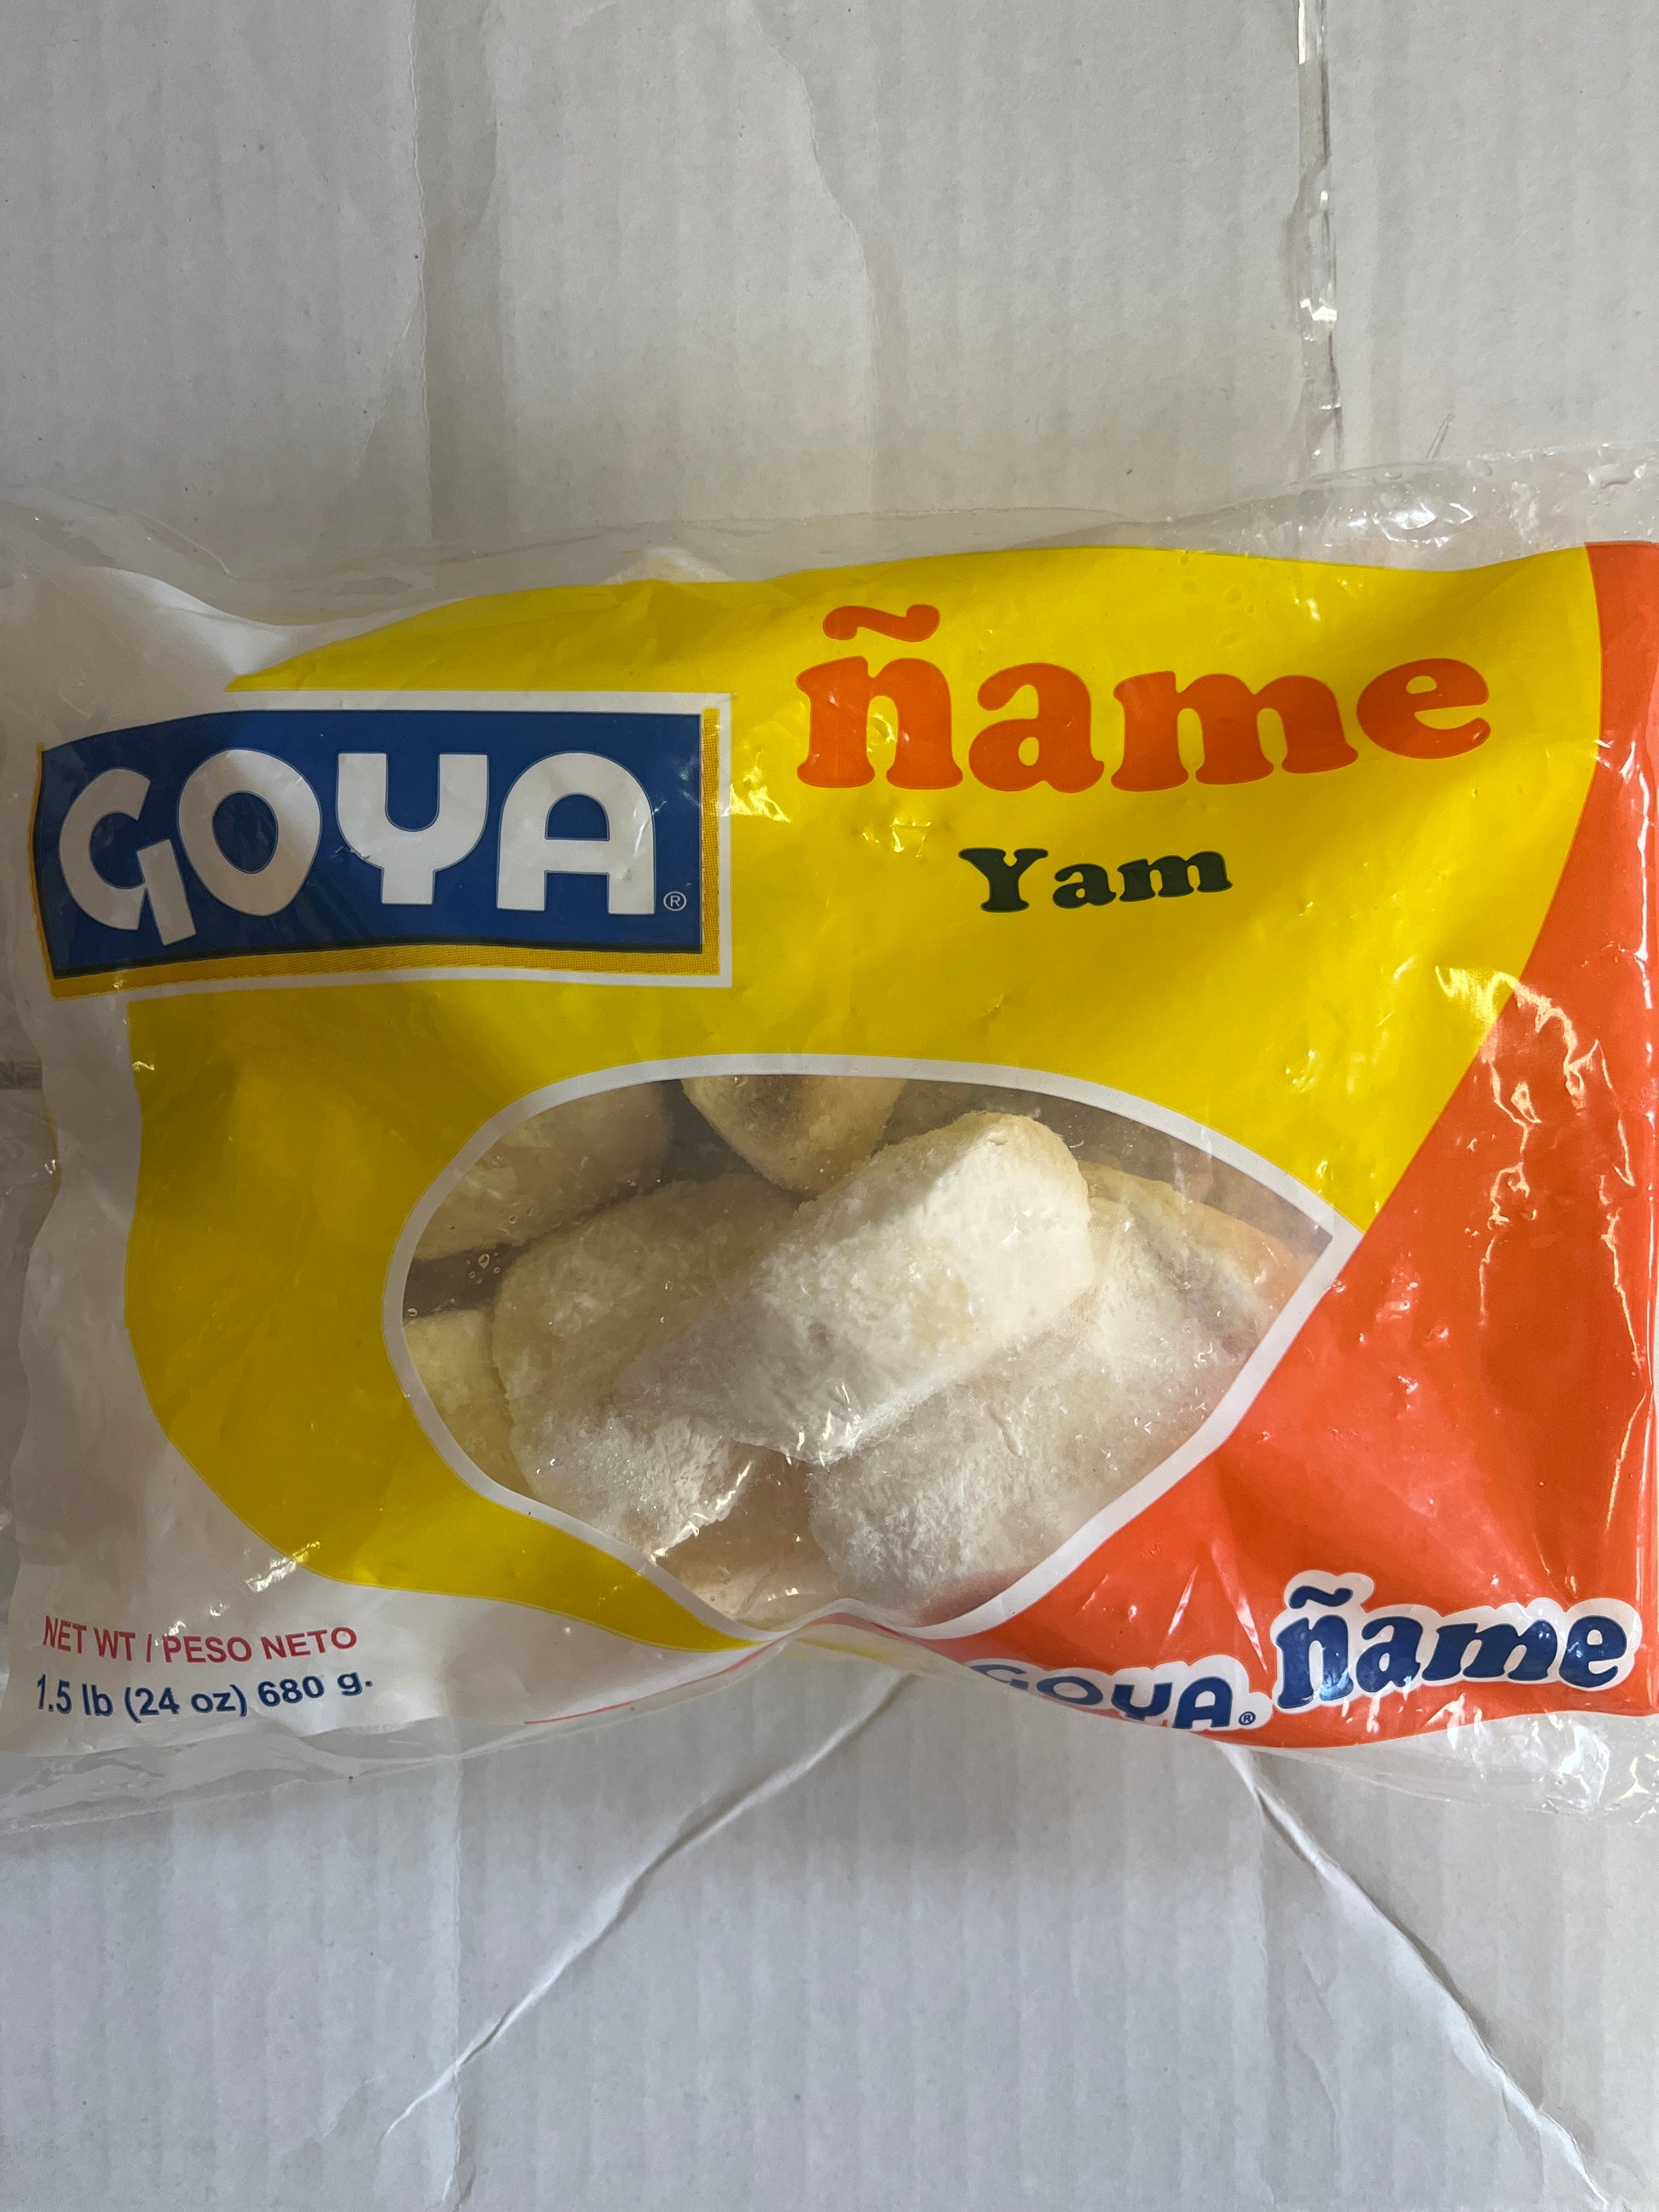 ñame
GOYA®
Yam
NET WT / PESO NETO
1.5 lb (24 oz) 680 g.
GOYA® ñame